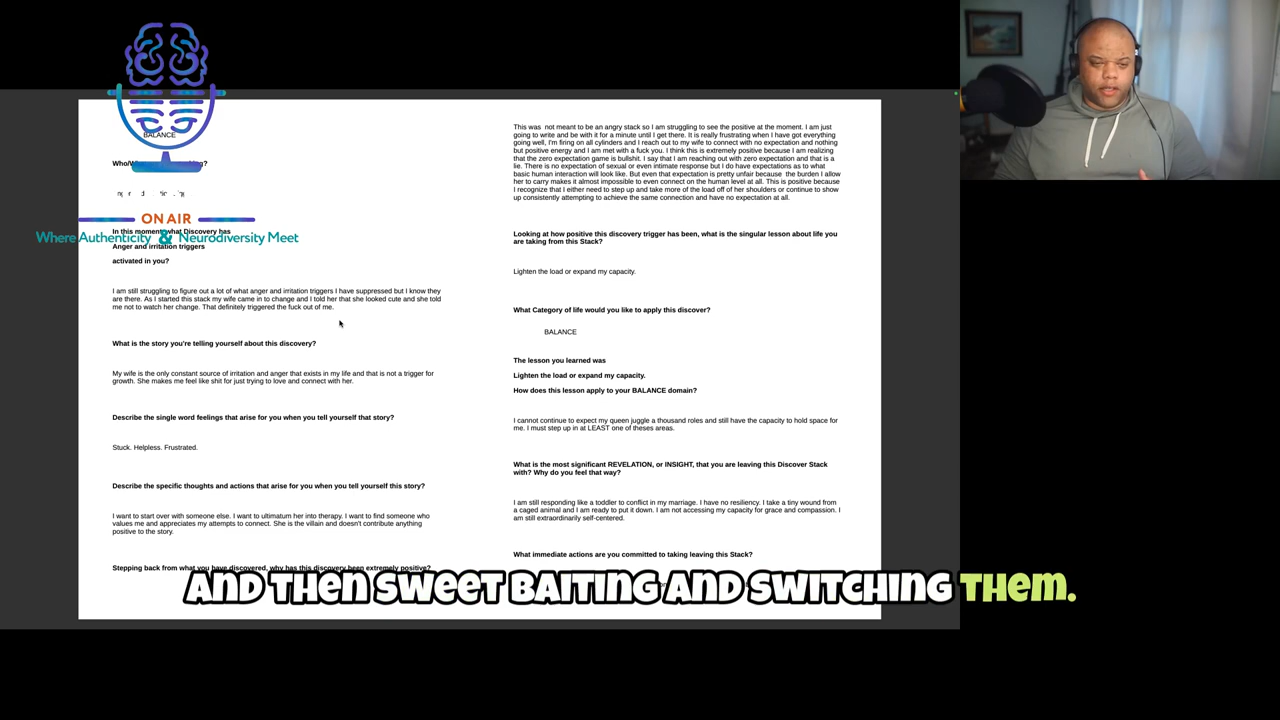 BALANCE
ON AIR
Where Authenticity & Neurodiversity Meet
In this moment what Discovery has
Anger and irritation triggers
activated in you?
I am still struggling to figure out a lot of what anger and irritation triggers I have suppressed but I know they
are there. As I started this stack my wife came in to change and I told her that she looked cute and she told
me not to watch her change. That definitely triggered the fuck out of me.
What is the story you're telling yourself about this discovery?
My wife is the only constant source of irritation and anger that exists in my life and that is not a trigger for
growth. She makes me feel like shit for just trying to love and connect with her.
Describe the single word feelings that arise for you when you tell yourself that story?
Stuck. Helpless. Frustrated.
Describe the specific thoughts and actions that arise for you when you tell yourself this story?
I want to start over with someone else. I want to ultimatum her into therapy. I want to find someone who
values me and appreciates my attempts to connect. She is the villain and doesn't contribute anything
positive to the story.
Stepping back from what you have discovered, why has this discovery been extremely positive?
This was not meant to be an angry stack so I am struggling to see the positive at the moment. I am just
going to write and be with it for a minute until I get there. It is really frustrating when I have got everything
going well, I'm firing on all cylinders and I reach out to my wife to connect with no expectation and nothing
but positive energy and I am met with a fuck you. I think this is extremely positive because I am realizing
that the zero expectation game is bullshit. I say that I am reaching out with zero expectation and that is a
lie. There is no expectation of sexual or even intimate response but I do have expectations as to what
basic human interaction will look like. But even that expectation is pretty unfair because the burden I allow
her to carry makes it almost impossible to even connect on the human level at all. This is positive because
I recognize that I either need to step up and take more of the load off of her shoulders or continue to show
up consistently attempting to achieve the same connection and have no expectation at all.
Looking at how positive this discovery trigger has been, what is the singular lesson about life you
are taking from this Stack?
Lighten the load or expand my capacity.
What Category of life would you like to apply this discover?
BALANCE
The lesson you learned was
Lighten the load or expand my capacity.
How does this lesson apply to your BALANCE domain?
I cannot continue to expect my queen juggle a thousand roles and still have the capacity to hold space for
me. I must step up in at LEAST one of theses areas.
What is the most significant REVELATION, or INSIGHT, that you are leaving this Discover Stack
with? Why do you feel that way?
I am still responding like a toddler to conflict in my marriage. I have no resiliency. I take a tiny wound from
a caged animal and I am ready to put it down. I am not accessing my capacity for grace and compassion. I
am still extraordinarily self-centered.
What immediate actions are you committed to taking leaving this Stack?
AND THEN SWEET BAITING AND SWITCHING THEM.